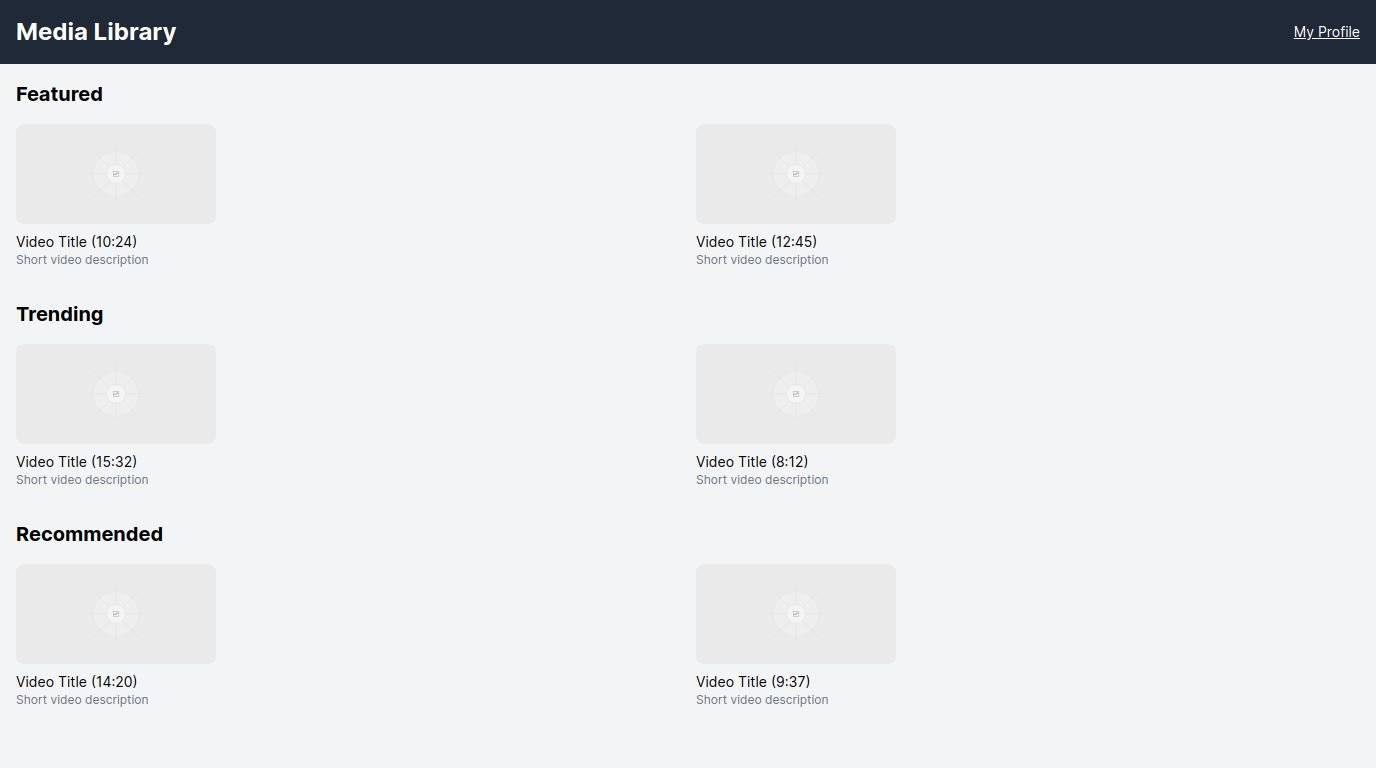 Media Library
My Profile
Featured
Video Title (10:24)
Short video description
Video Title (12:45)
Short video description
Trending
Video Title (15:32)
Short video description
Video Title (8:12)
Short video description
Recommended
Video Title (14:20)
Short video description
Video Title (9:37)
Short video description